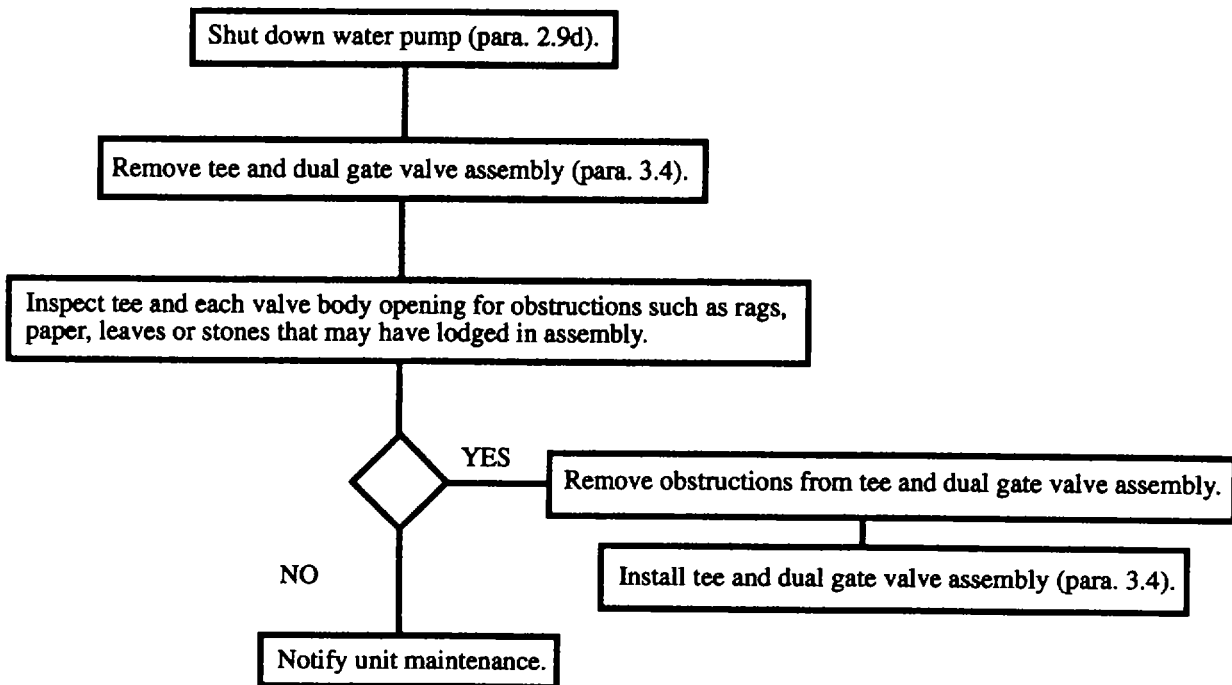 Shut down water pump (para. 2.9d).
Remove tee and dual gate valve assembly (para. 3.4).
Inspect tee and each valve body opening for obstructions such as rags,
paper, leaves or stones that may have lodged in assembly.
YES
Remove obstructions from tee and dual gate valve assembly.
Install tee and dual gate valve assembly (para. 3.4).
NO
Notify unit maintenance.